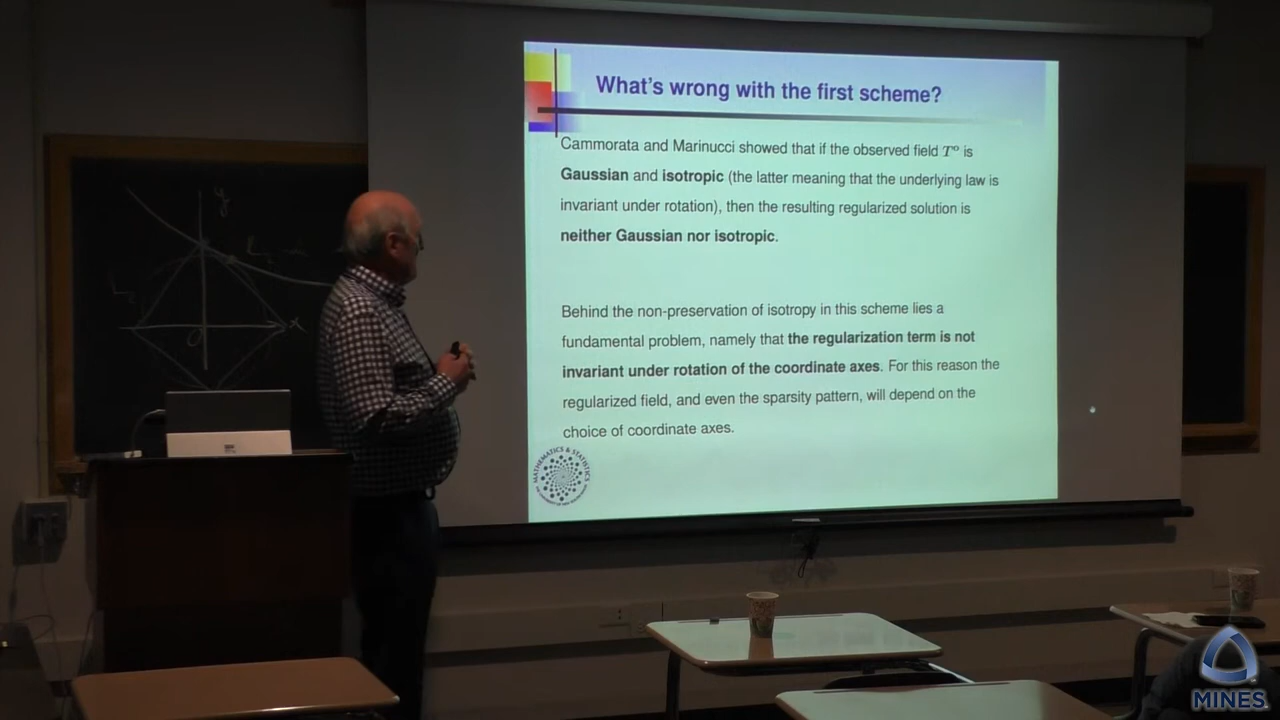 What's wrong with the first scheme?
Cammorata and Marinucci showed that if the observed field T° is
Gaussian and isotropic (the latter meaning that the underlying law is
invariant under rotation), then the resulting regularized solution is
neither Gaussian nor isotropic.
Behind the non-preservation of isotropy in this scheme lies a
fundamental problem, namely that the regularization term is not
invariant under rotation of the coordinate axes. For this reason the
regularized field, and even the sparsity pattern, will depend on the
choice of coordinate axes.
MATHEMATICS & STATISTICS
y
x
MINES